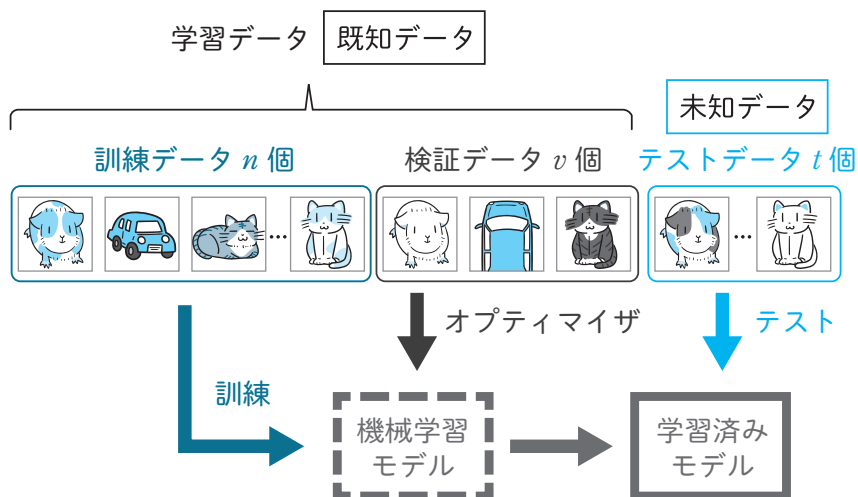 学習データ 既知データ
未知データ
訓練データ n 個
検証データ v 個
テストデータ t 個
...
...
オプティマイザ
テスト
訓練
機械学習
モデル
学習済み
モデル